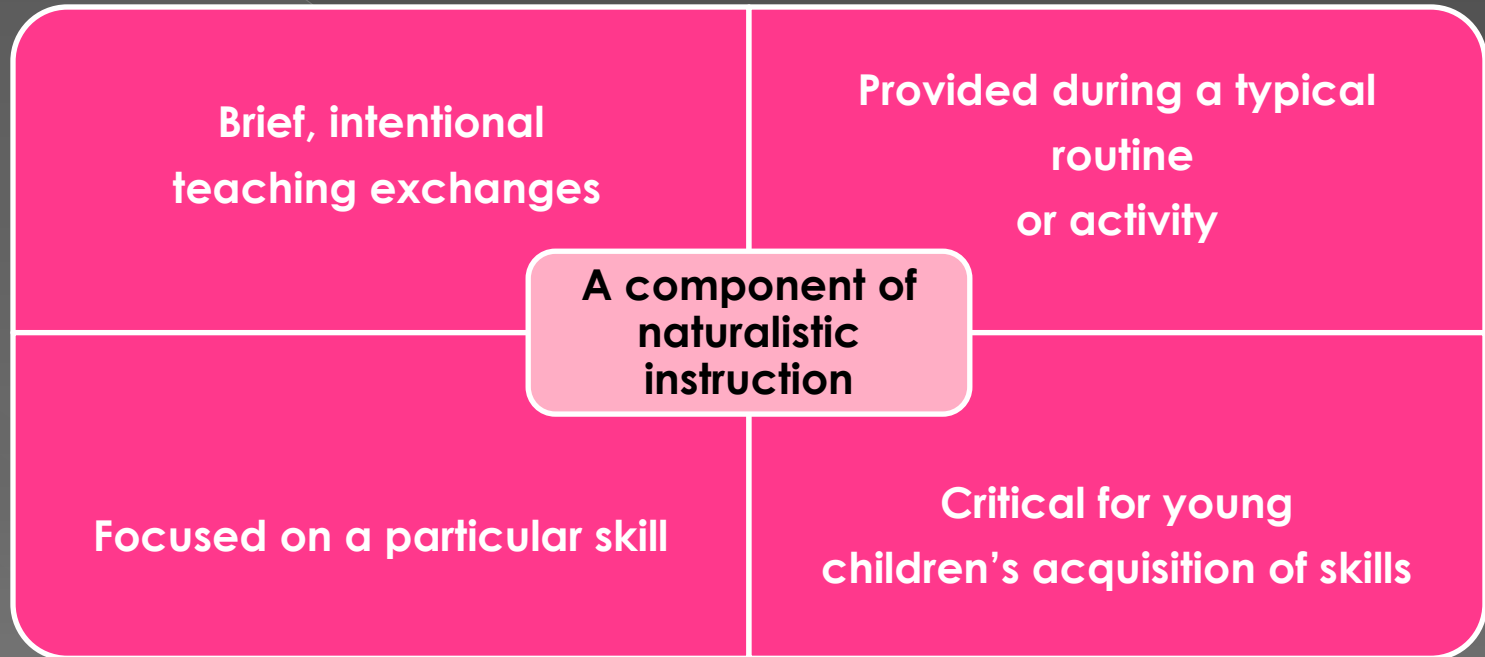 Brief, intentional
teaching exchanges
Provided during a typical
routine
or activity
A component of
naturalistic
instruction
Focused on a particular skill
Critical for young
children’s acquisition of skills